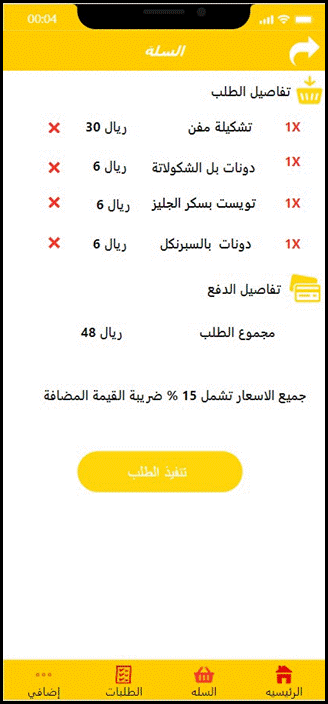 00:04
السلة
تفاصيل الطلب
1X تشكيلة مفن 30 ريال ×
1X دونات بل الشكولاتة 6 ريال ×
1X تويست بسكر الجليز 6 ريال ×
1X دونات بالسبرنكل 6 ريال ×
تفاصيل الدفع
مجموع الطلب 48 ريال
جميع الاسعار تشمل 15 % ضريبة القيمة المضافة
تنفيذ الطلب
الرئيسيه السله الطلبات إضافي